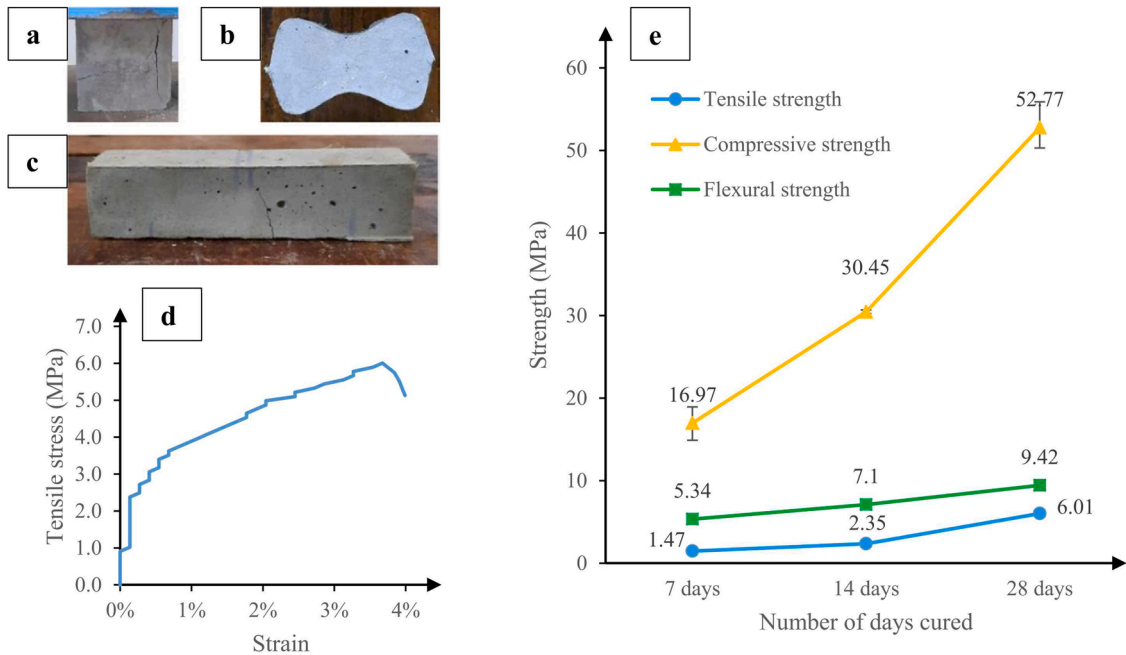 a
b
c
d
7.0
6.0
5.0
4.0
3.0
2.0
1.0
0.0
Tensile stress (MPa)
0% 1% 2% 3% 4%
Strain
e
60
50
40
30
20
10
0
Strength (MPa)
Tensile strength
Compressive strength
Flexural strength
52.77
30.45
16.97
5.34 7.1 9.42
1.47 2.35 6.01
7 days 14 days 28 days
Number of days cured